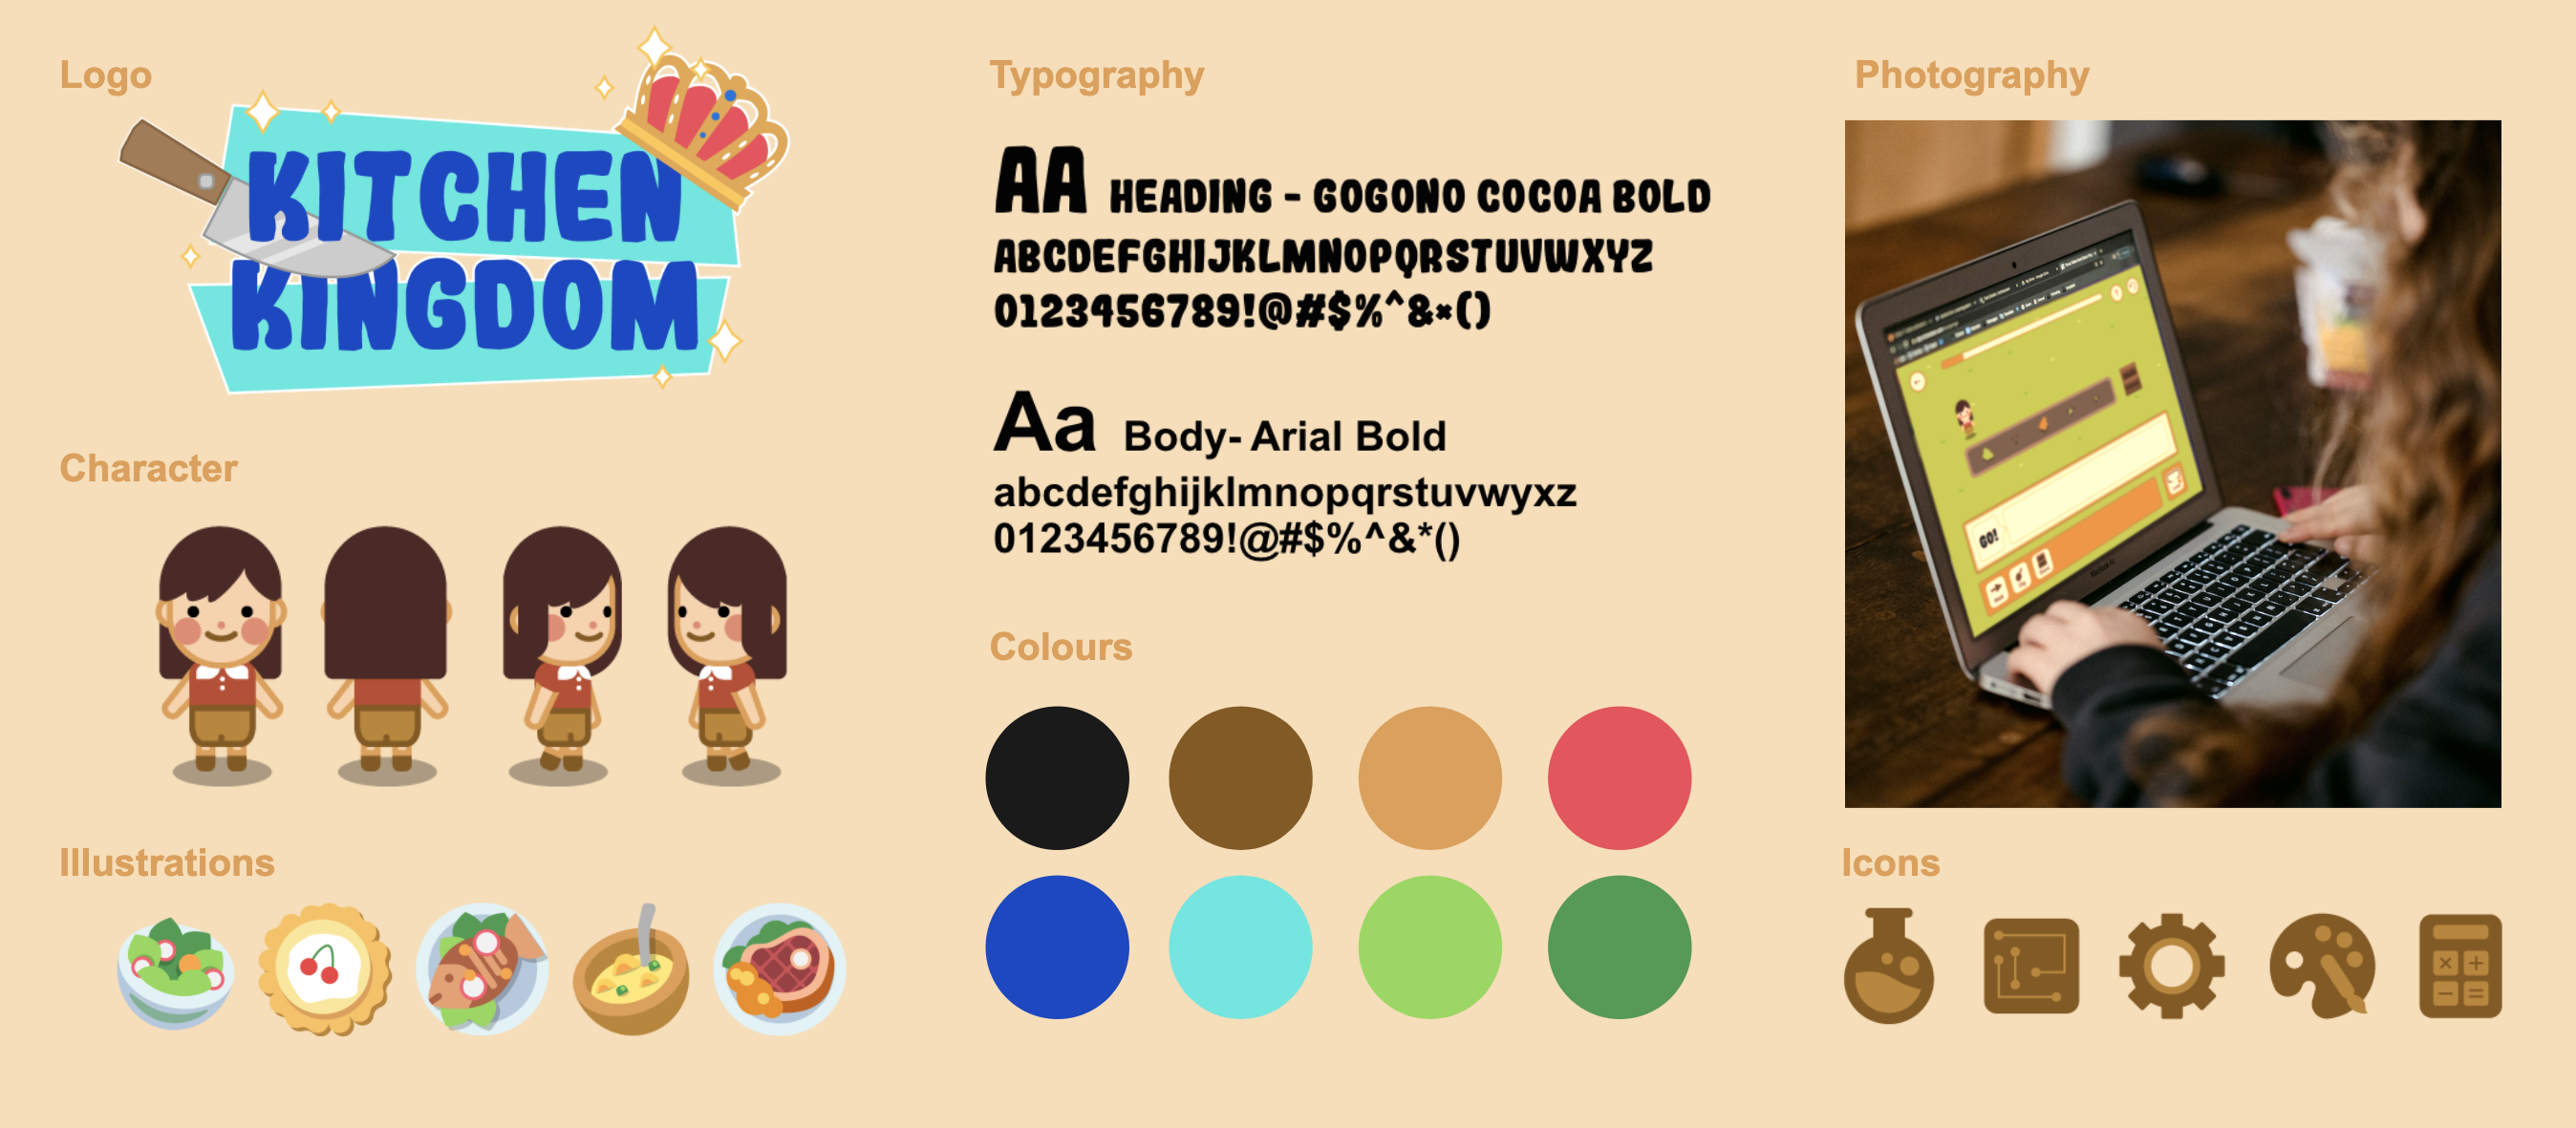 Logo
KITCHEN
KINGDOM
Character
Illustrations
Typography
AA HEADING - GOGONO COCOA BOLD
ABCDEFGHIJKLMNOPQRSTUVWXYZ
0123456789!@#$%^&*()
Aa Body- Arial Bold
abcdefghijklmnopqrstuvwyxz
0123456789!@#$%^&*()
Colours
Photography
GO!
Icons